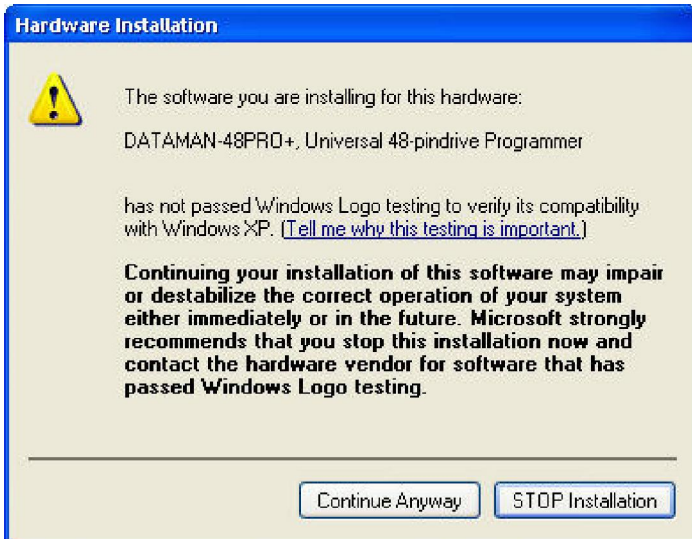 Hardware Installation
The software you are installing for this hardware:
DATAMAN-48PRO+, Universal 48-pindrive Programmer
has not passed Windows Logo testing to verify its compatibility
with Windows XP. (Tell me why this testing is important.)
Continuing your installation of this software may impair
or destabilize the correct operation of your system
either immediately or in the future. Microsoft strongly
recommends that you stop this installation now and
contact the hardware vendor for software that has
passed Windows Logo testing.
Continue Anyway
STOP Installation